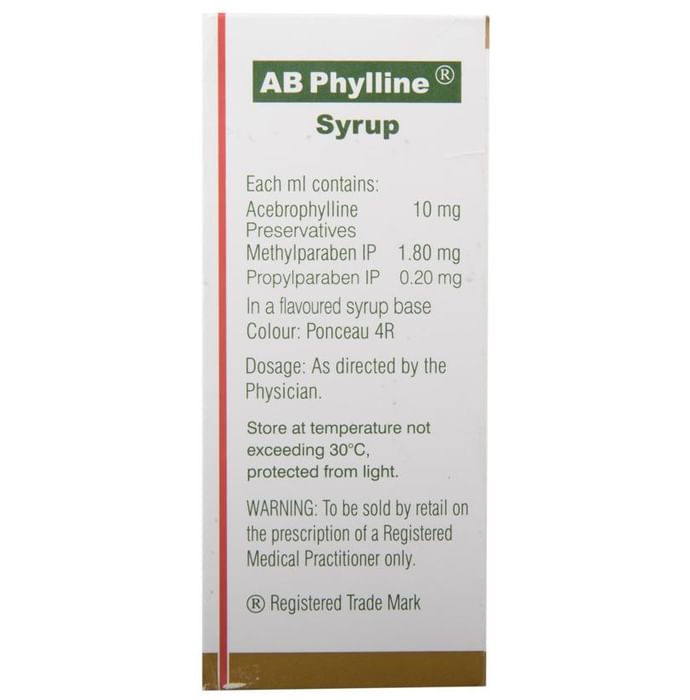 AB Phylline ®
Syrup
Each ml contains:
Acebrophylline 10 mg
Preservatives
Methylparaben IP 1.80 mg
Propylparaben IP 0.20 mg
In a flavoured syrup base
Colour: Ponceau 4R
Dosage: As directed by the
Physician.
Store at temperature not
exceeding 30°C,
protected from light.
WARNING: To be sold by retail on
the prescription of a Registered
Medical Practitioner only.
® Registered Trade Mark